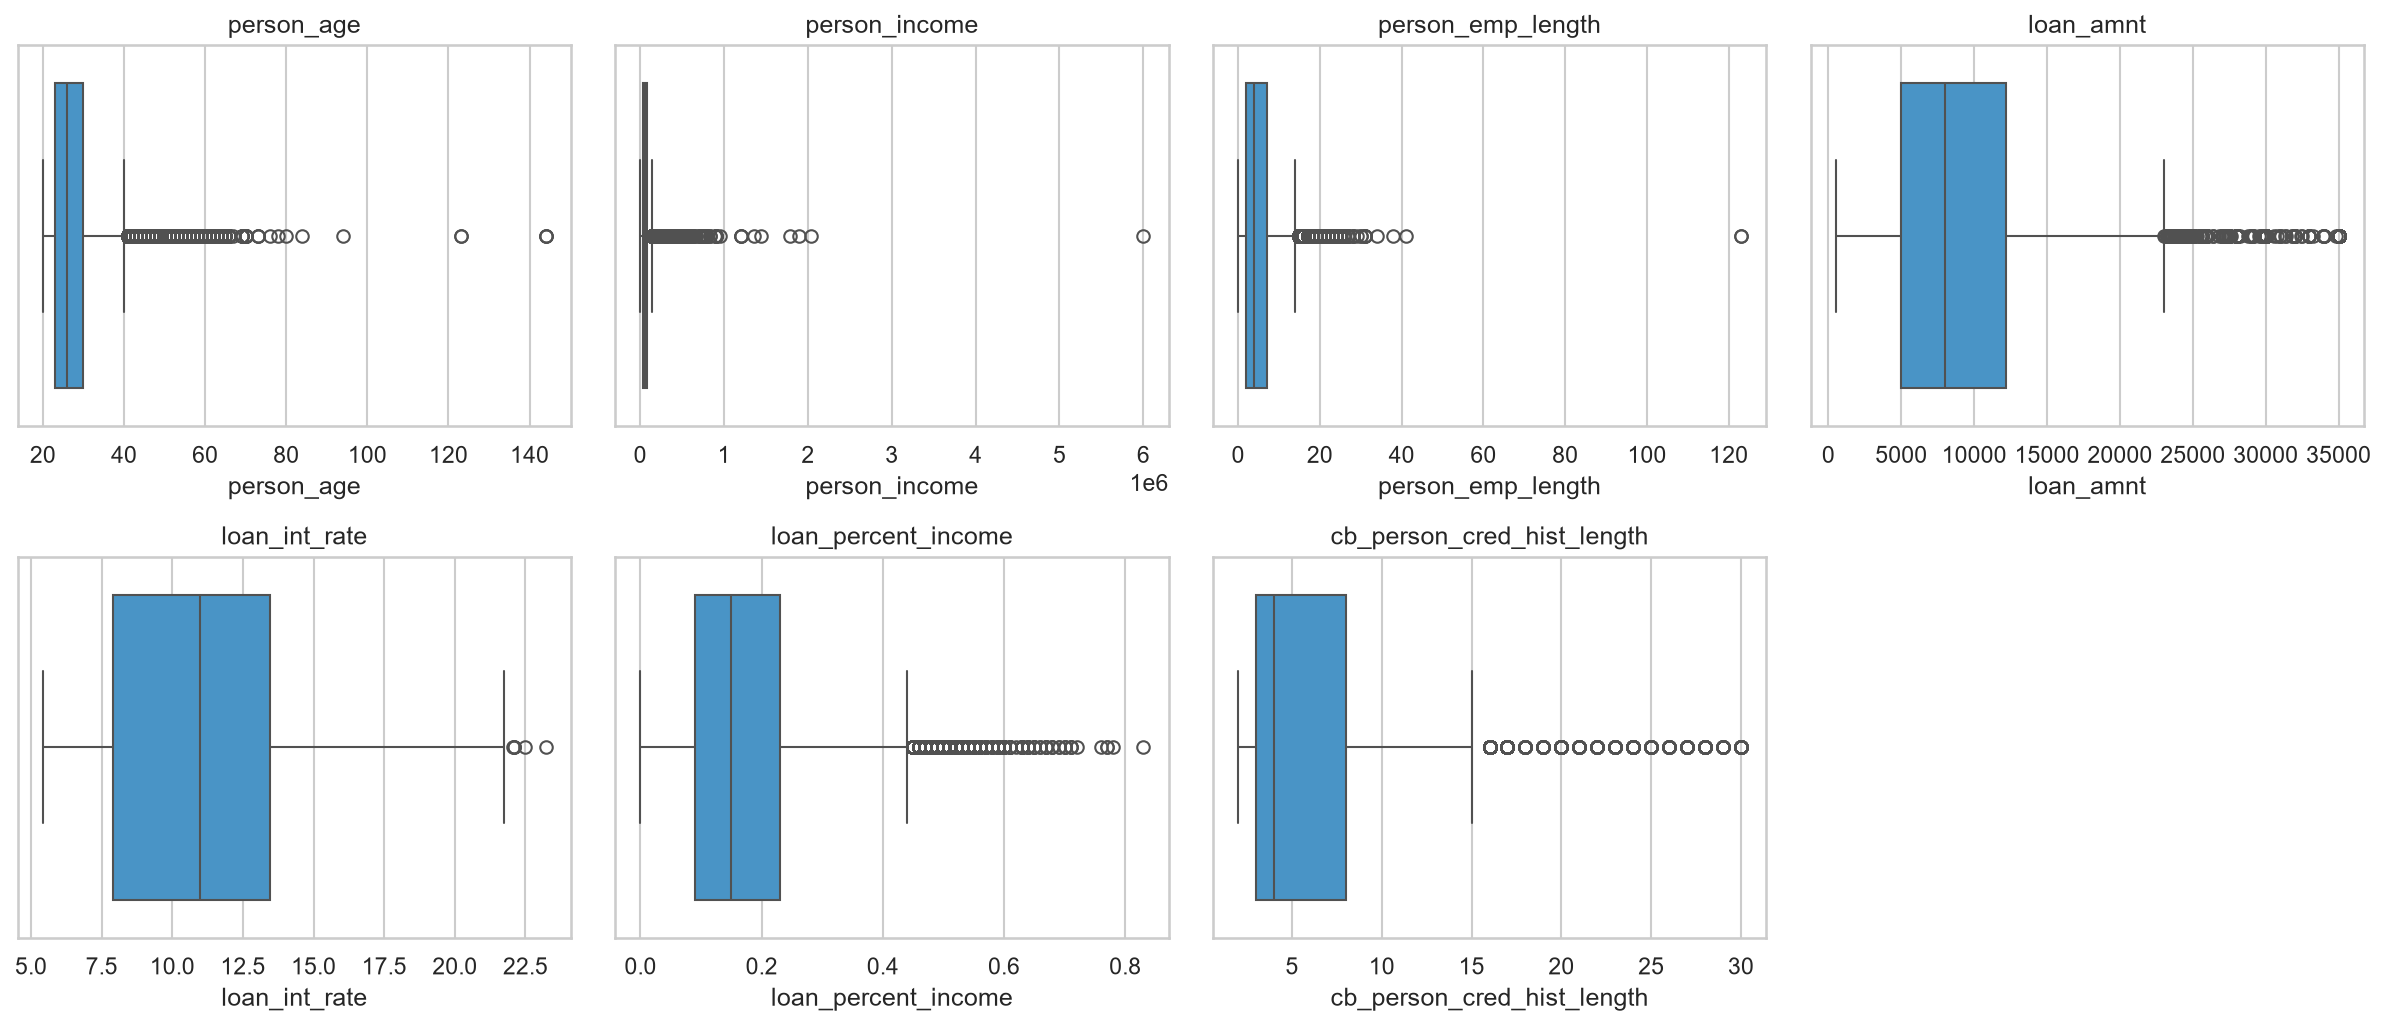 person_age person_income person_emp_length loan_amnt
20 40 60 80 100 120 140 0 1 2 3 4 5 6 0 20 40 60 80 100 120 0 5000 10000 15000 20000 25000 30000 35000
1e6
person_age person_income person_emp_length loan_amnt
loan_int_rate loan_percent_income cb_person_cred_hist_length
5.0 7.5 10.0 12.5 15.0 17.5 20.0 22.5 0.0 0.2 0.4 0.6 0.8 5 10 15 20 25 30
loan_int_rate loan_percent_income cb_person_cred_hist_length